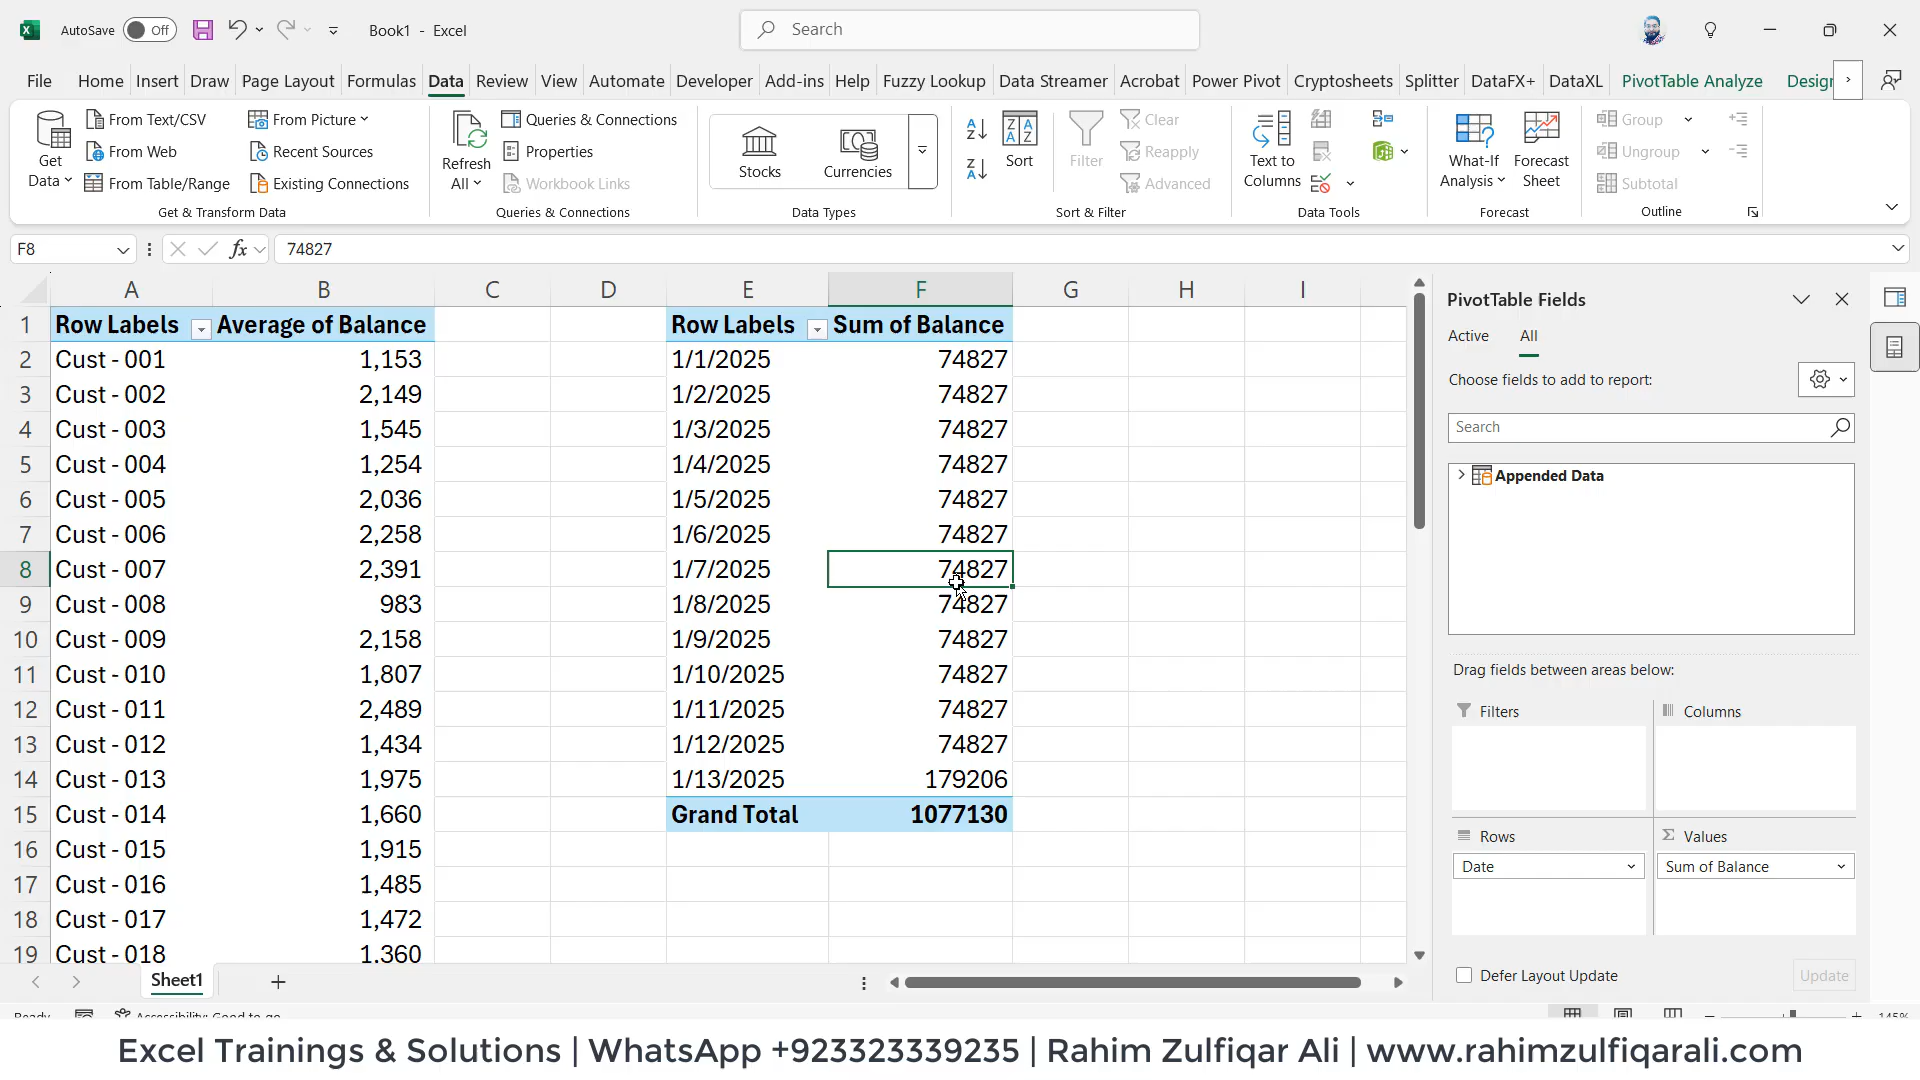 AutoSave Off Book1 - Excel Search
File Home Insert Draw Page Layout Formulas Data Review View Automate Developer Add-ins Help Fuzzy Lookup Data Streamer Acrobat Power Pivot Cryptosheets Splitter DataFX+ DataXL PivotTable Analyze Design
Get Data
From Text/CSV
From Web
From Table/Range
From Picture
Recent Sources
Existing Connections
Get & Transform Data
Refresh All
Queries & Connections
Properties
Workbook Links
Queries & Connections
Stocks
Currencies
Data Types
Sort
Filter
Clear
Reapply
Advanced
Sort & Filter
Text to Columns
Data Tools
What-If Analysis
Forecast Sheet
Forecast
Group
Ungroup
Subtotal
Outline
F8 fx 74827
A B C D E F G H I
1 Row Labels Average of Balance Row Labels Sum of Balance
2 Cust - 001 1,153 1/1/2025 74827
3 Cust - 002 2,149 1/2/2025 74827
4 Cust - 003 1,545 1/3/2025 74827
5 Cust - 004 1,254 1/4/2025 74827
6 Cust - 005 2,036 1/5/2025 74827
7 Cust - 006 2,258 1/6/2025 74827
8 Cust - 007 2,391 1/7/2025 74827
9 Cust - 008 983 1/8/2025 74827
10 Cust - 009 2,158 1/9/2025 74827
11 Cust - 010 1,807 1/10/2025 74827
12 Cust - 011 2,489 1/11/2025 74827
13 Cust - 012 1,434 1/12/2025 74827
14 Cust - 013 1,975 1/13/2025 179206
15 Cust - 014 1,660 Grand Total 1077130
16 Cust - 015 1,915
17 Cust - 016 1,485
18 Cust - 017 1,472
19 Cust - 018 1,360
PivotTable Fields
Active All
Choose fields to add to report:
Search
Appended Data
Drag fields between areas below:
Filters Columns
Rows Values
Date Sum of Balance
Defer Layout Update Update
Sheet1
Ready Accessibility: Good to go 145%
Excel Trainings & Solutions | WhatsApp +923323339235 | Rahim Zulfiqar Ali | www.rahimzulfiqarali.com